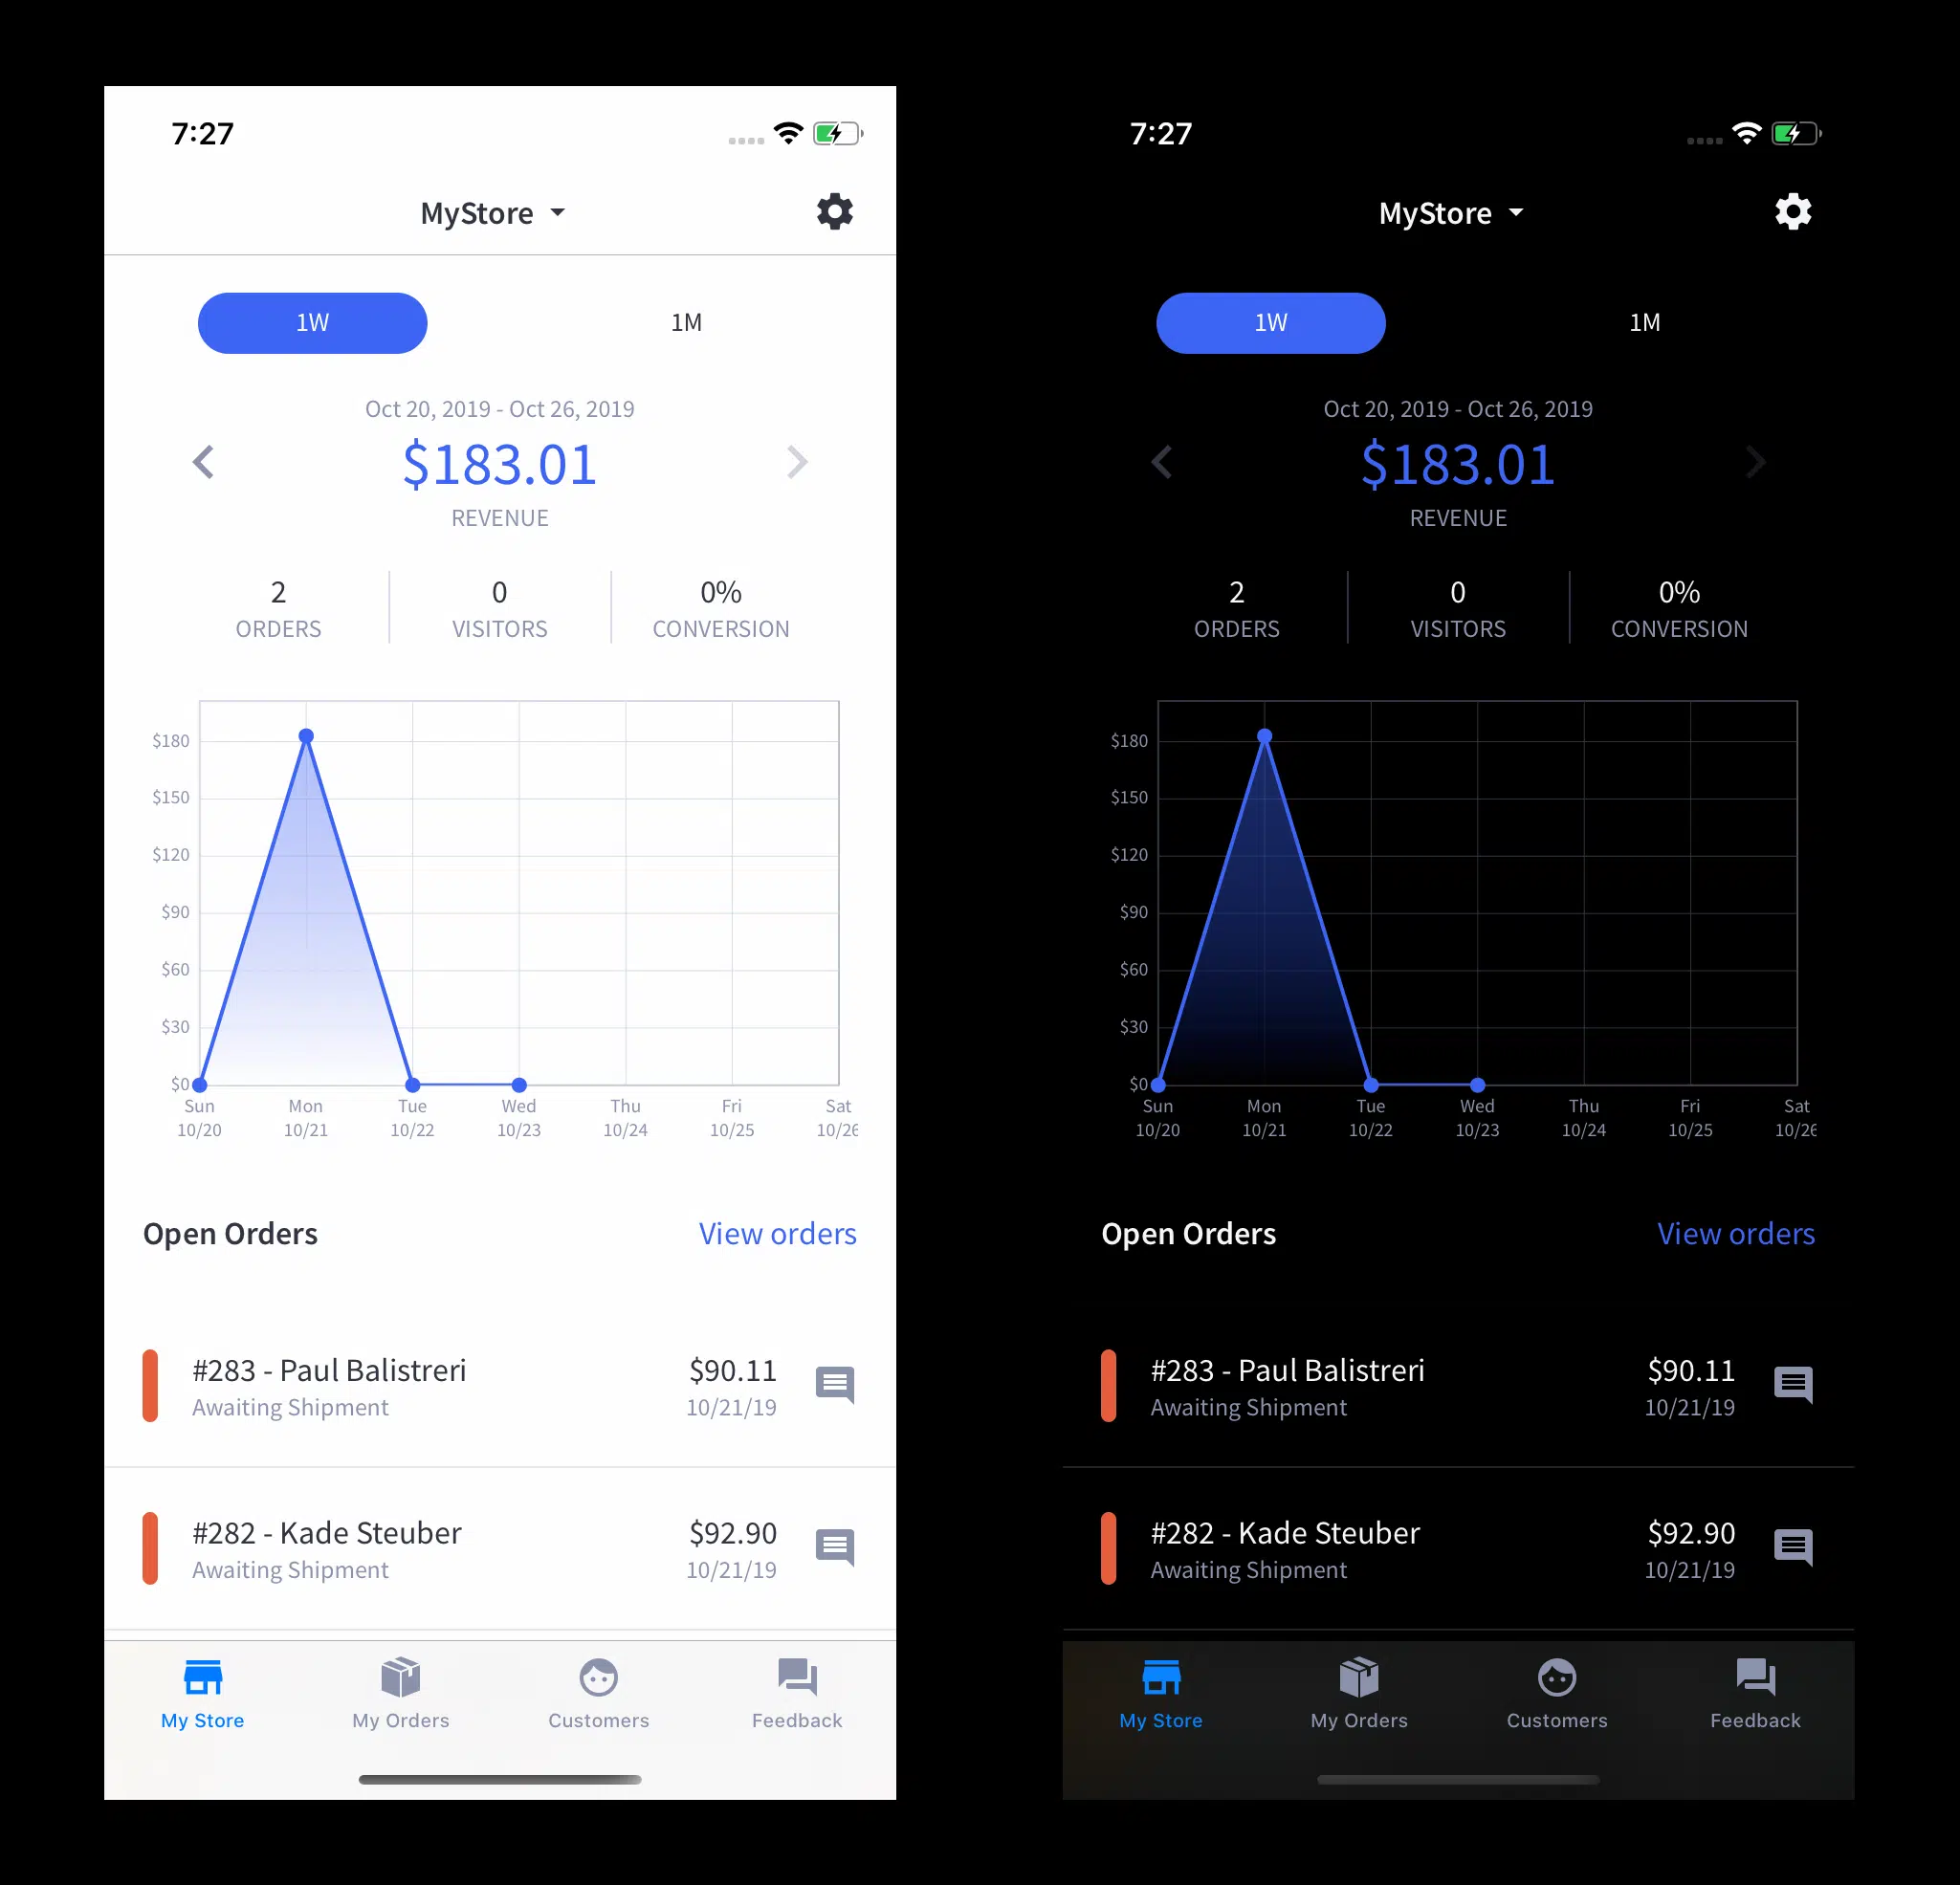 7:27
MyStore
1W 1M
Oct 20, 2019 - Oct 26, 2019
$183.01
REVENUE
2 0 0%
ORDERS VISITORS CONVERSION
$180
$150
$120
$90
$60
$30
$0
Sun Mon Tue Wed Thu Fri Sat
10/20 10/21 10/22 10/23 10/24 10/25 10/26
Open Orders View orders
#283 - Paul Balistreri $90.11
Awaiting Shipment 10/21/19
#282 - Kade Steuber $92.90
Awaiting Shipment 10/21/19
My Store My Orders Customers Feedback
7:27
MyStore
1W 1M
Oct 20, 2019 - Oct 26, 2019
$183.01
REVENUE
2 0 0%
ORDERS VISITORS CONVERSION
$180
$150
$120
$90
$60
$30
$0
Sun Mon Tue Wed Thu Fri Sat
10/20 10/21 10/22 10/23 10/24 10/25 10/26
Open Orders View orders
#283 - Paul Balistreri $90.11
Awaiting Shipment 10/21/19
#282 - Kade Steuber $92.90
Awaiting Shipment 10/21/19
My Store My Orders Customers Feedback